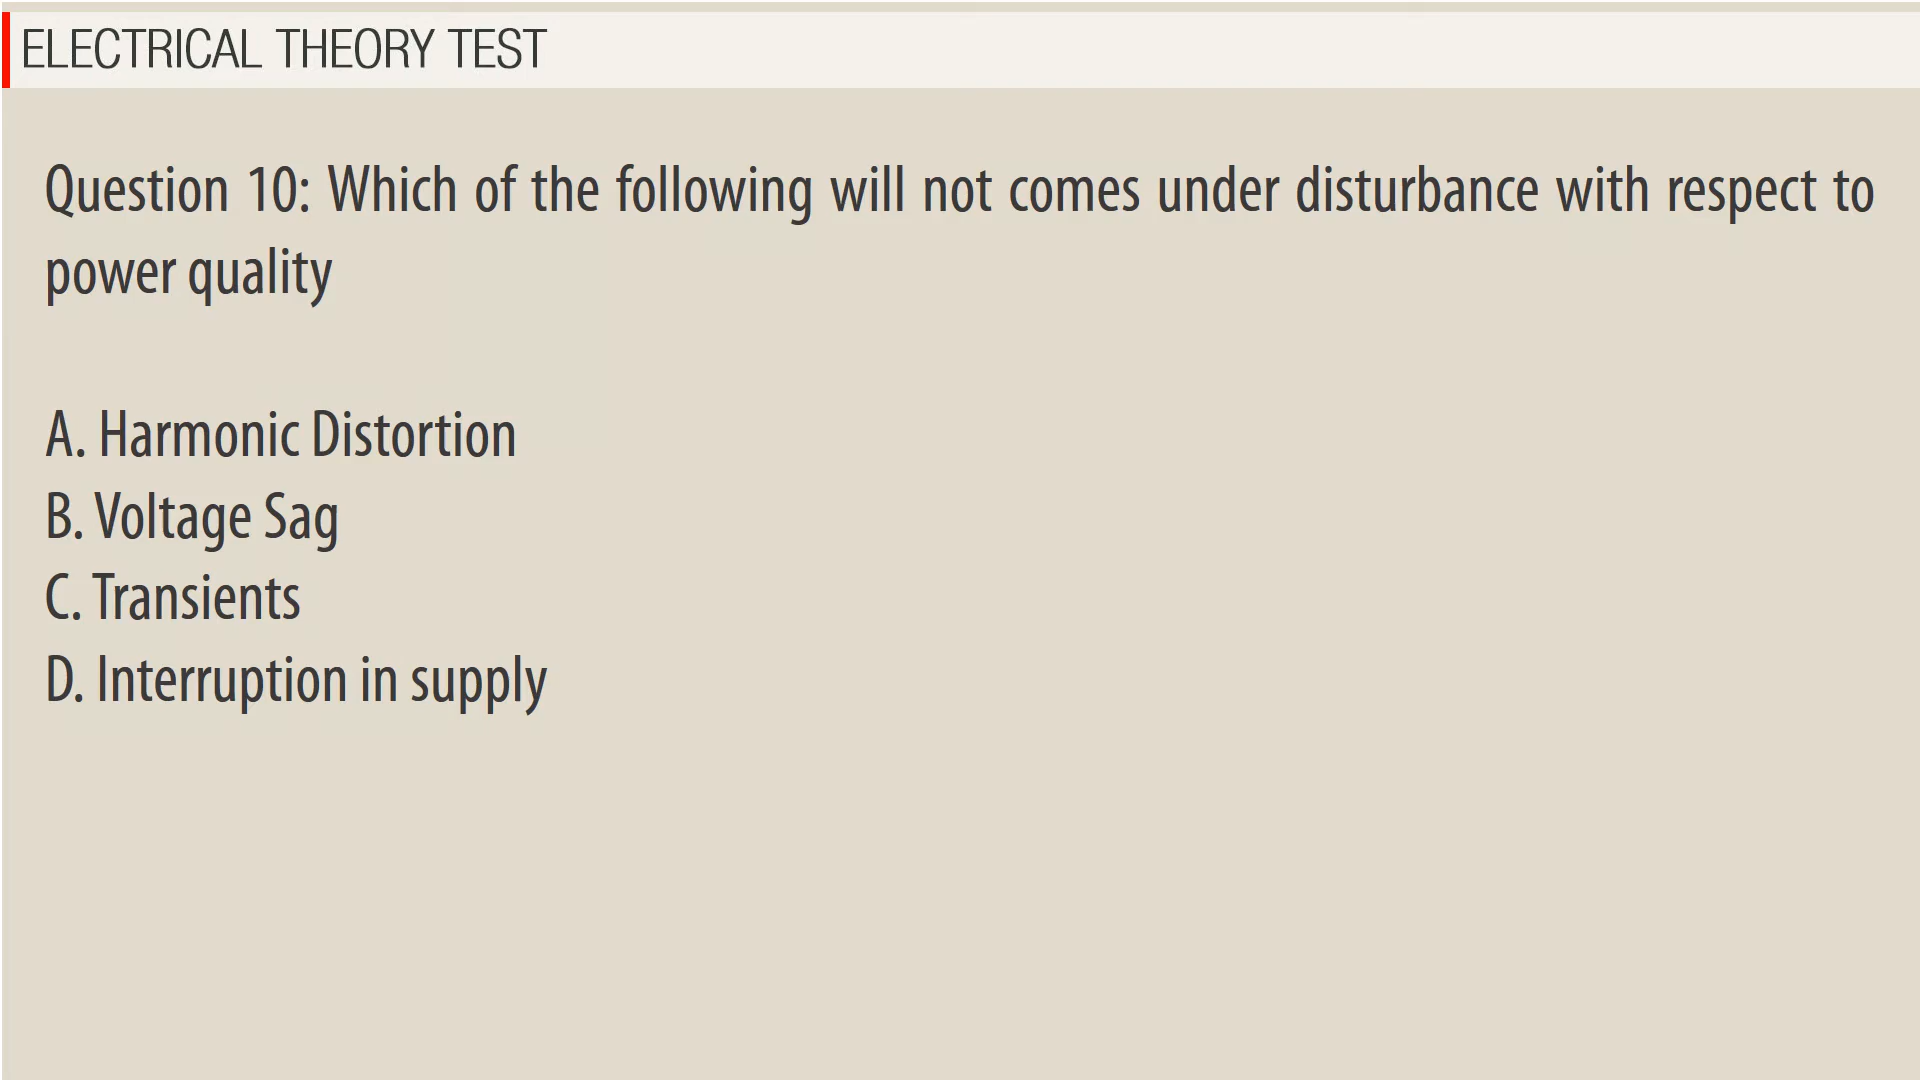 ELECTRICAL THEORY TEST
Question 10: Which of the following will not comes under disturbance with respect to
power quality
A. Harmonic Distortion
B. Voltage Sag
C. Transients
D. Interruption in supply